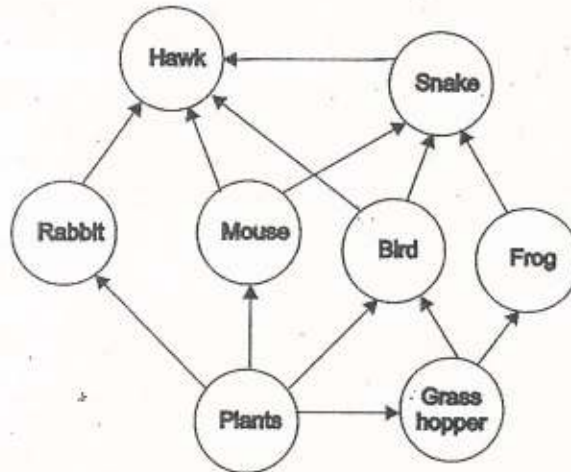 Hawk
Snake
Rabbit
Mouse
Bird
Frog
Plants
Grass
hopper